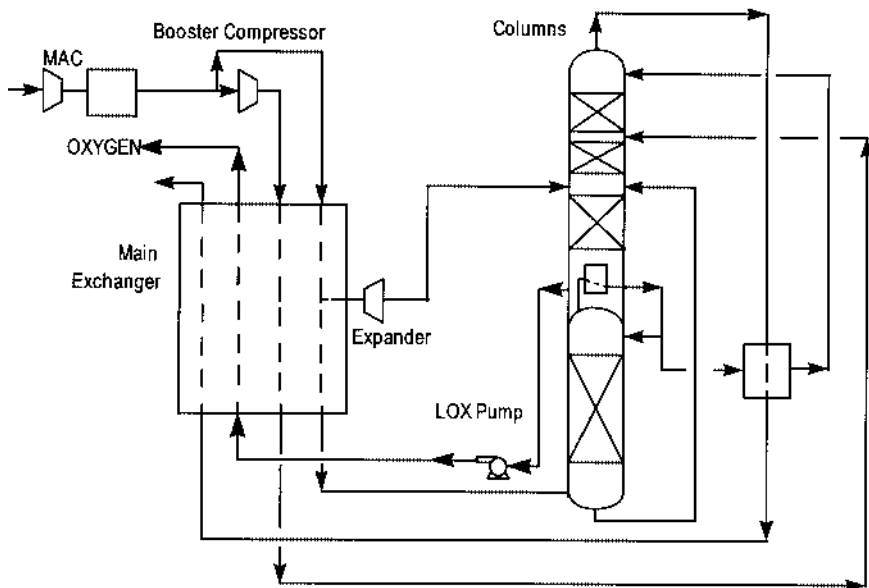 Booster Compressor
Columns
MAC
OXYGEN
Main
Exchanger
Expander
LOX Pump